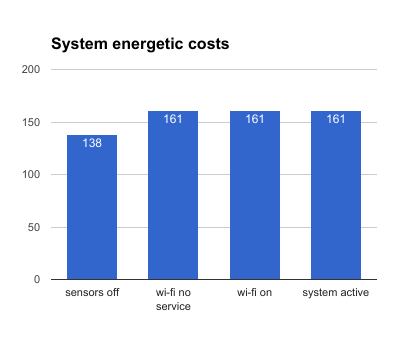 System energetic costs
200
150
100
50
0
138
161
161
161
sensors off
wi-fi no
service
wi-fi on
system active